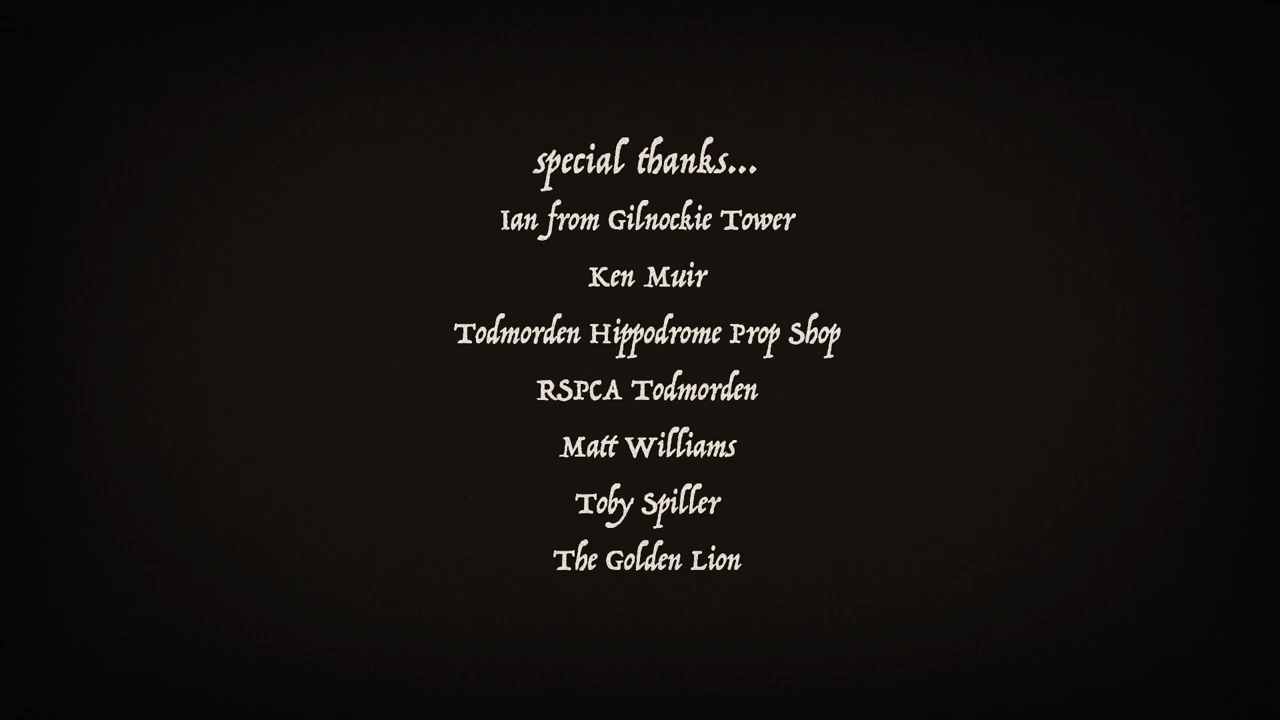 special thanks...
Ian from Gilnockie Tower
Ken Muir
Todmorden Hippodrome Prop Shop
RSPCA Todmorden
Matt Williams
Toby Spiller
The Golden Lion